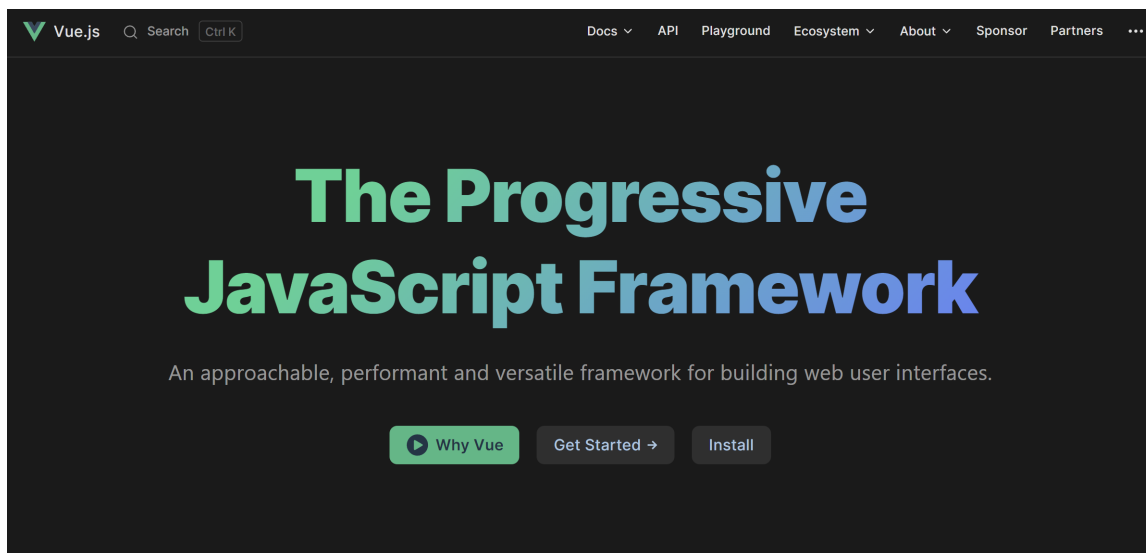 Vue.js Search Ctrl K Docs API Playground Ecosystem About Sponsor Partners
The Progressive
JavaScript Framework
An approachable, performant and versatile framework for building web user interfaces.
Why Vue Get Started → Install